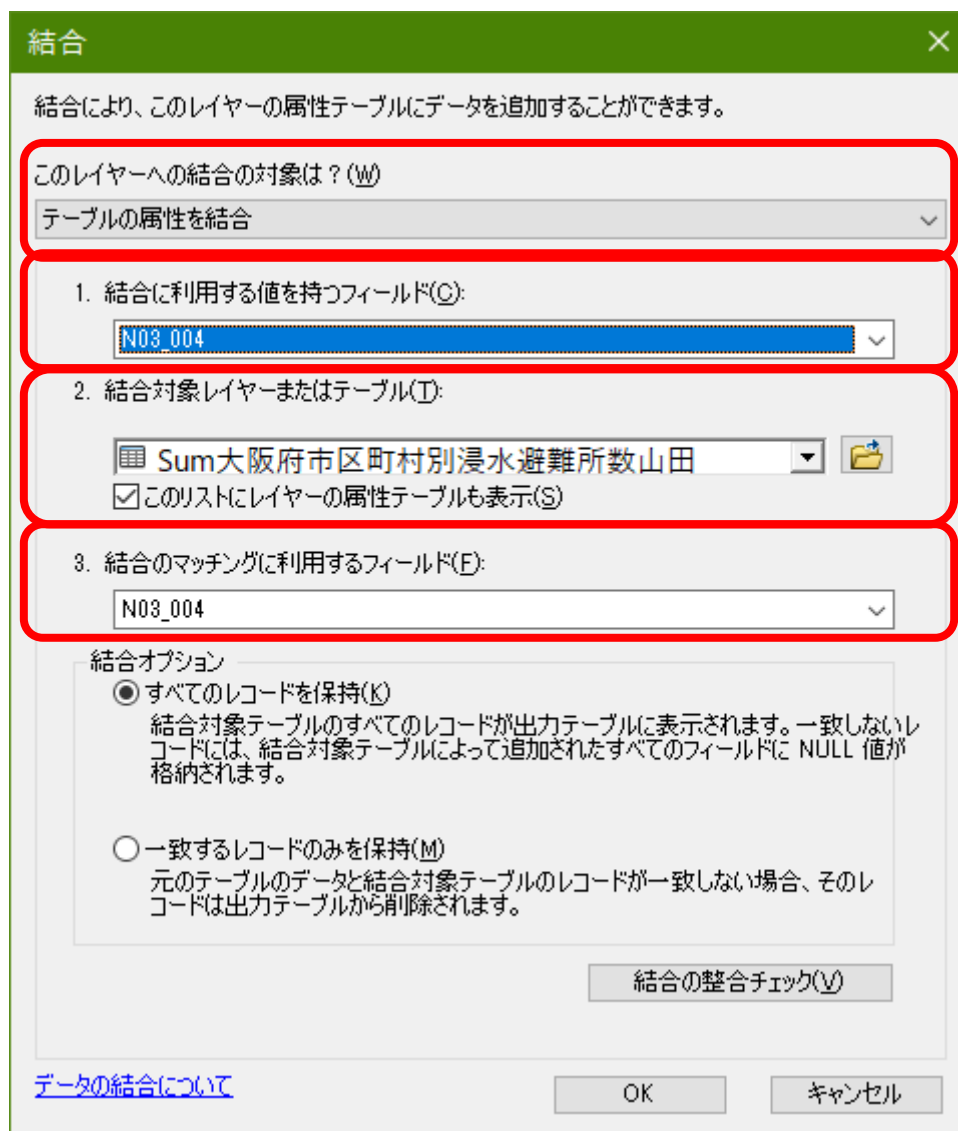 結合
結合により、このレイヤーの属性テーブルにデータを追加することができます。
このレイヤーへの結合の対象は？(W)
テーブルの属性を結合
1. 結合に利用する値を持つフィールド(C):
N03_004
2. 結合対象レイヤーまたはテーブル(T):
Sum大阪府市区町村別浸水避難所数山田
このリストにレイヤーの属性テーブルも表示(S)
3. 結合のマッチングに利用するフィールド(F):
N03_004
結合オプション
すべてのレコードを保持(K)
結合対象テーブルのすべてのレコードが出力テーブルに表示されます。一致しないレ
コードには、結合対象テーブルによって追加されたすべてのフィールドに NULL 値が
格納されます。
一致するレコードのみを保持(M)
元のテーブルのデータと結合対象テーブルのレコードが一致しない場合、そのレ
コードは出力テーブルから削除されます。
結合の整合チェック(V)
データの結合について
OK
キャンセル